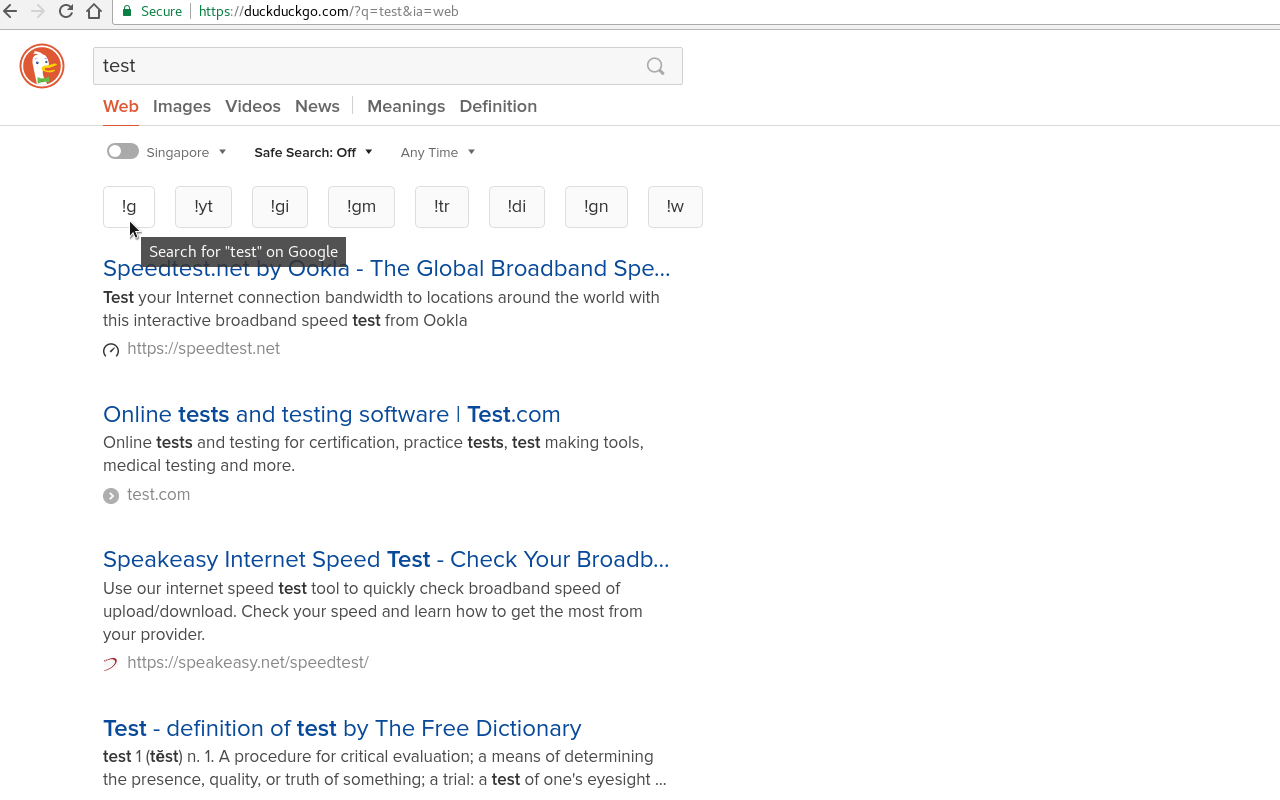 Secure https://duckduckgo.com/?q=test&ia=web
test
Web Images Videos News Meanings Definition
Singapore Safe Search: Off Any Time
!g !yt !gi !gm !tr !di !gn !w
Search for "test" on Google
Speedtest.net by Ookla - The Global Broadband Spe...
Test your Internet connection bandwidth to locations around the world with
this interactive broadband speed test from Ookla
https://speedtest.net
Online tests and testing software | Test.com
Online tests and testing for certification, practice tests, test making tools,
medical testing and more.
test.com
Speakeasy Internet Speed Test - Check Your Broadb...
Use our internet speed test tool to quickly check broadband speed of
upload/download. Check your speed and learn how to get the most from
your provider.
https://speakeasy.net/speedtest/
Test - definition of test by The Free Dictionary
test 1 (tĕst) n. 1. A procedure for critical evaluation; a means of determining
the presence, quality, or truth of something; a trial: a test of one's eyesight ...